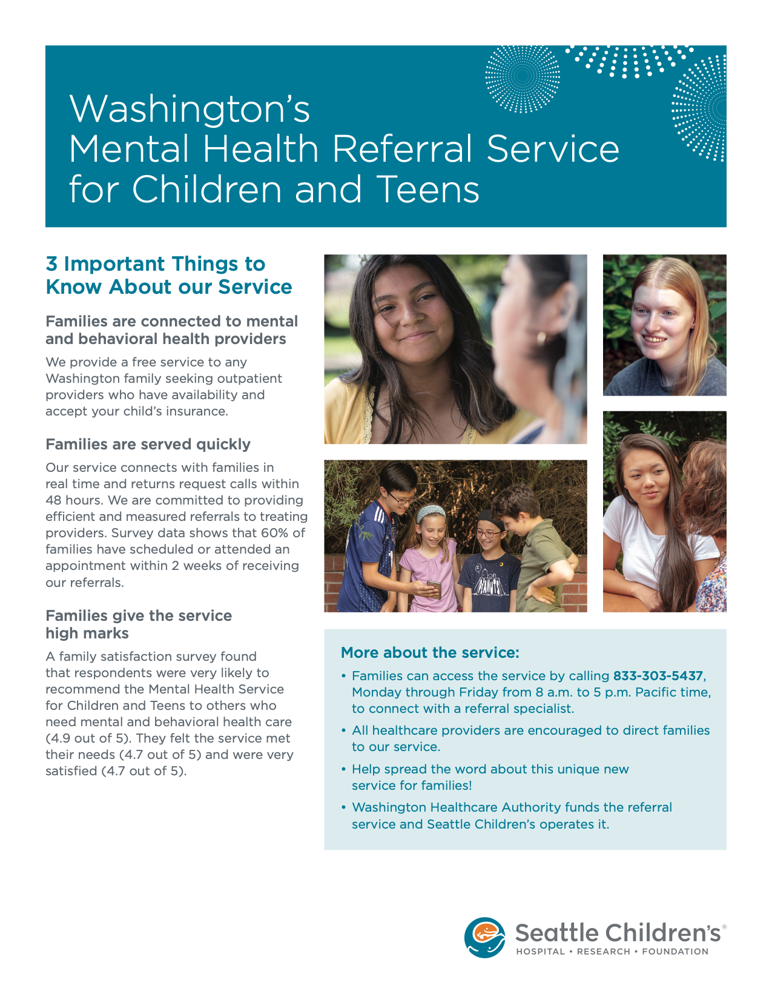 Washington’s
Mental Health Referral Service
for Children and Teens
3 Important Things to
Know About our Service
Families are connected to mental
and behavioral health providers
We provide a free service to any
Washington family seeking outpatient
providers who have availability and
accept your child’s insurance.
Families are served quickly
Our service connects with families in
real time and returns request calls within
48 hours. We are committed to providing
efficient and measured referrals to treating
providers. Survey data shows that 60% of
families have scheduled or attended an
appointment within 2 weeks of receiving
our referrals.
Families give the service
high marks
A family satisfaction survey found
that respondents were very likely to
recommend the Mental Health Service
for Children and Teens to others who
need mental and behavioral health care
(4.9 out of 5). They felt the service met
their needs (4.7 out of 5) and were very
satisfied (4.7 out of 5).
PEANUTS
More about the service:
• Families can access the service by calling 833-303-5437,
Monday through Friday from 8 a.m. to 5 p.m. Pacific time,
to connect with a referral specialist.
• All healthcare providers are encouraged to direct families
to our service.
• Help spread the word about this unique new
service for families!
• Washington Healthcare Authority funds the referral
service and Seattle Children’s operates it.
Seattle Children’s®
HOSPITAL • RESEARCH • FOUNDATION